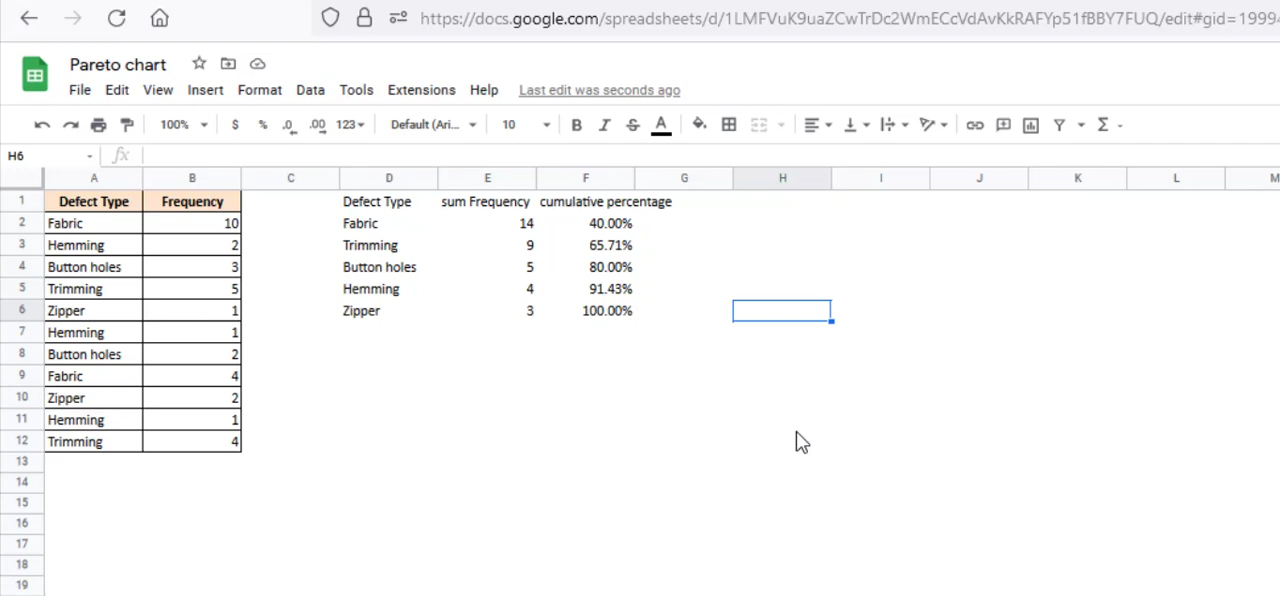 https://docs.google.com/spreadsheets/d/1LMFVuK9uaZCwTrDc2WmECcVdAvKkRAFYp51fBBY7FUQ/edit#gid=1999
Pareto chart
File Edit View Insert Format Data Tools Extensions Help Last edit was seconds ago
100% $ % .0 .00 123 Default (Ari... 10 B I S A Σ
H6 fx
A B C D E F G H I J K L M
1 Defect Type Frequency Defect Type sum Frequency cumulative percentage
2 Fabric 10 Fabric 14 40.00%
3 Hemming 2 Trimming 9 65.71%
4 Button holes 3 Button holes 5 80.00%
5 Trimming 5 Hemming 4 91.43%
6 Zipper 1 Zipper 3 100.00%
7 Hemming 1
8 Button holes 2
9 Fabric 4
10 Zipper 2
11 Hemming 1
12 Trimming 4
13
14
15
16
17
18
19